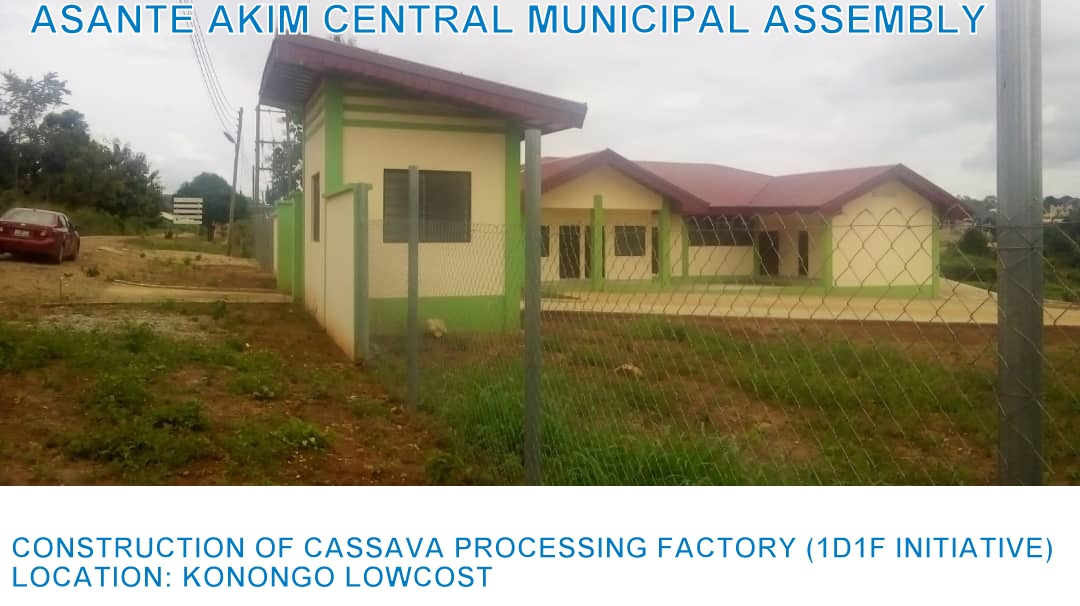 ASANTE AKIM CENTRAL MUNICIPAL ASSEMBLY
CONSTRUCTION OF CASSAVA PROCESSING FACTORY (1D1F INITIATIVE)
LOCATION: KONONGO LOWCOST